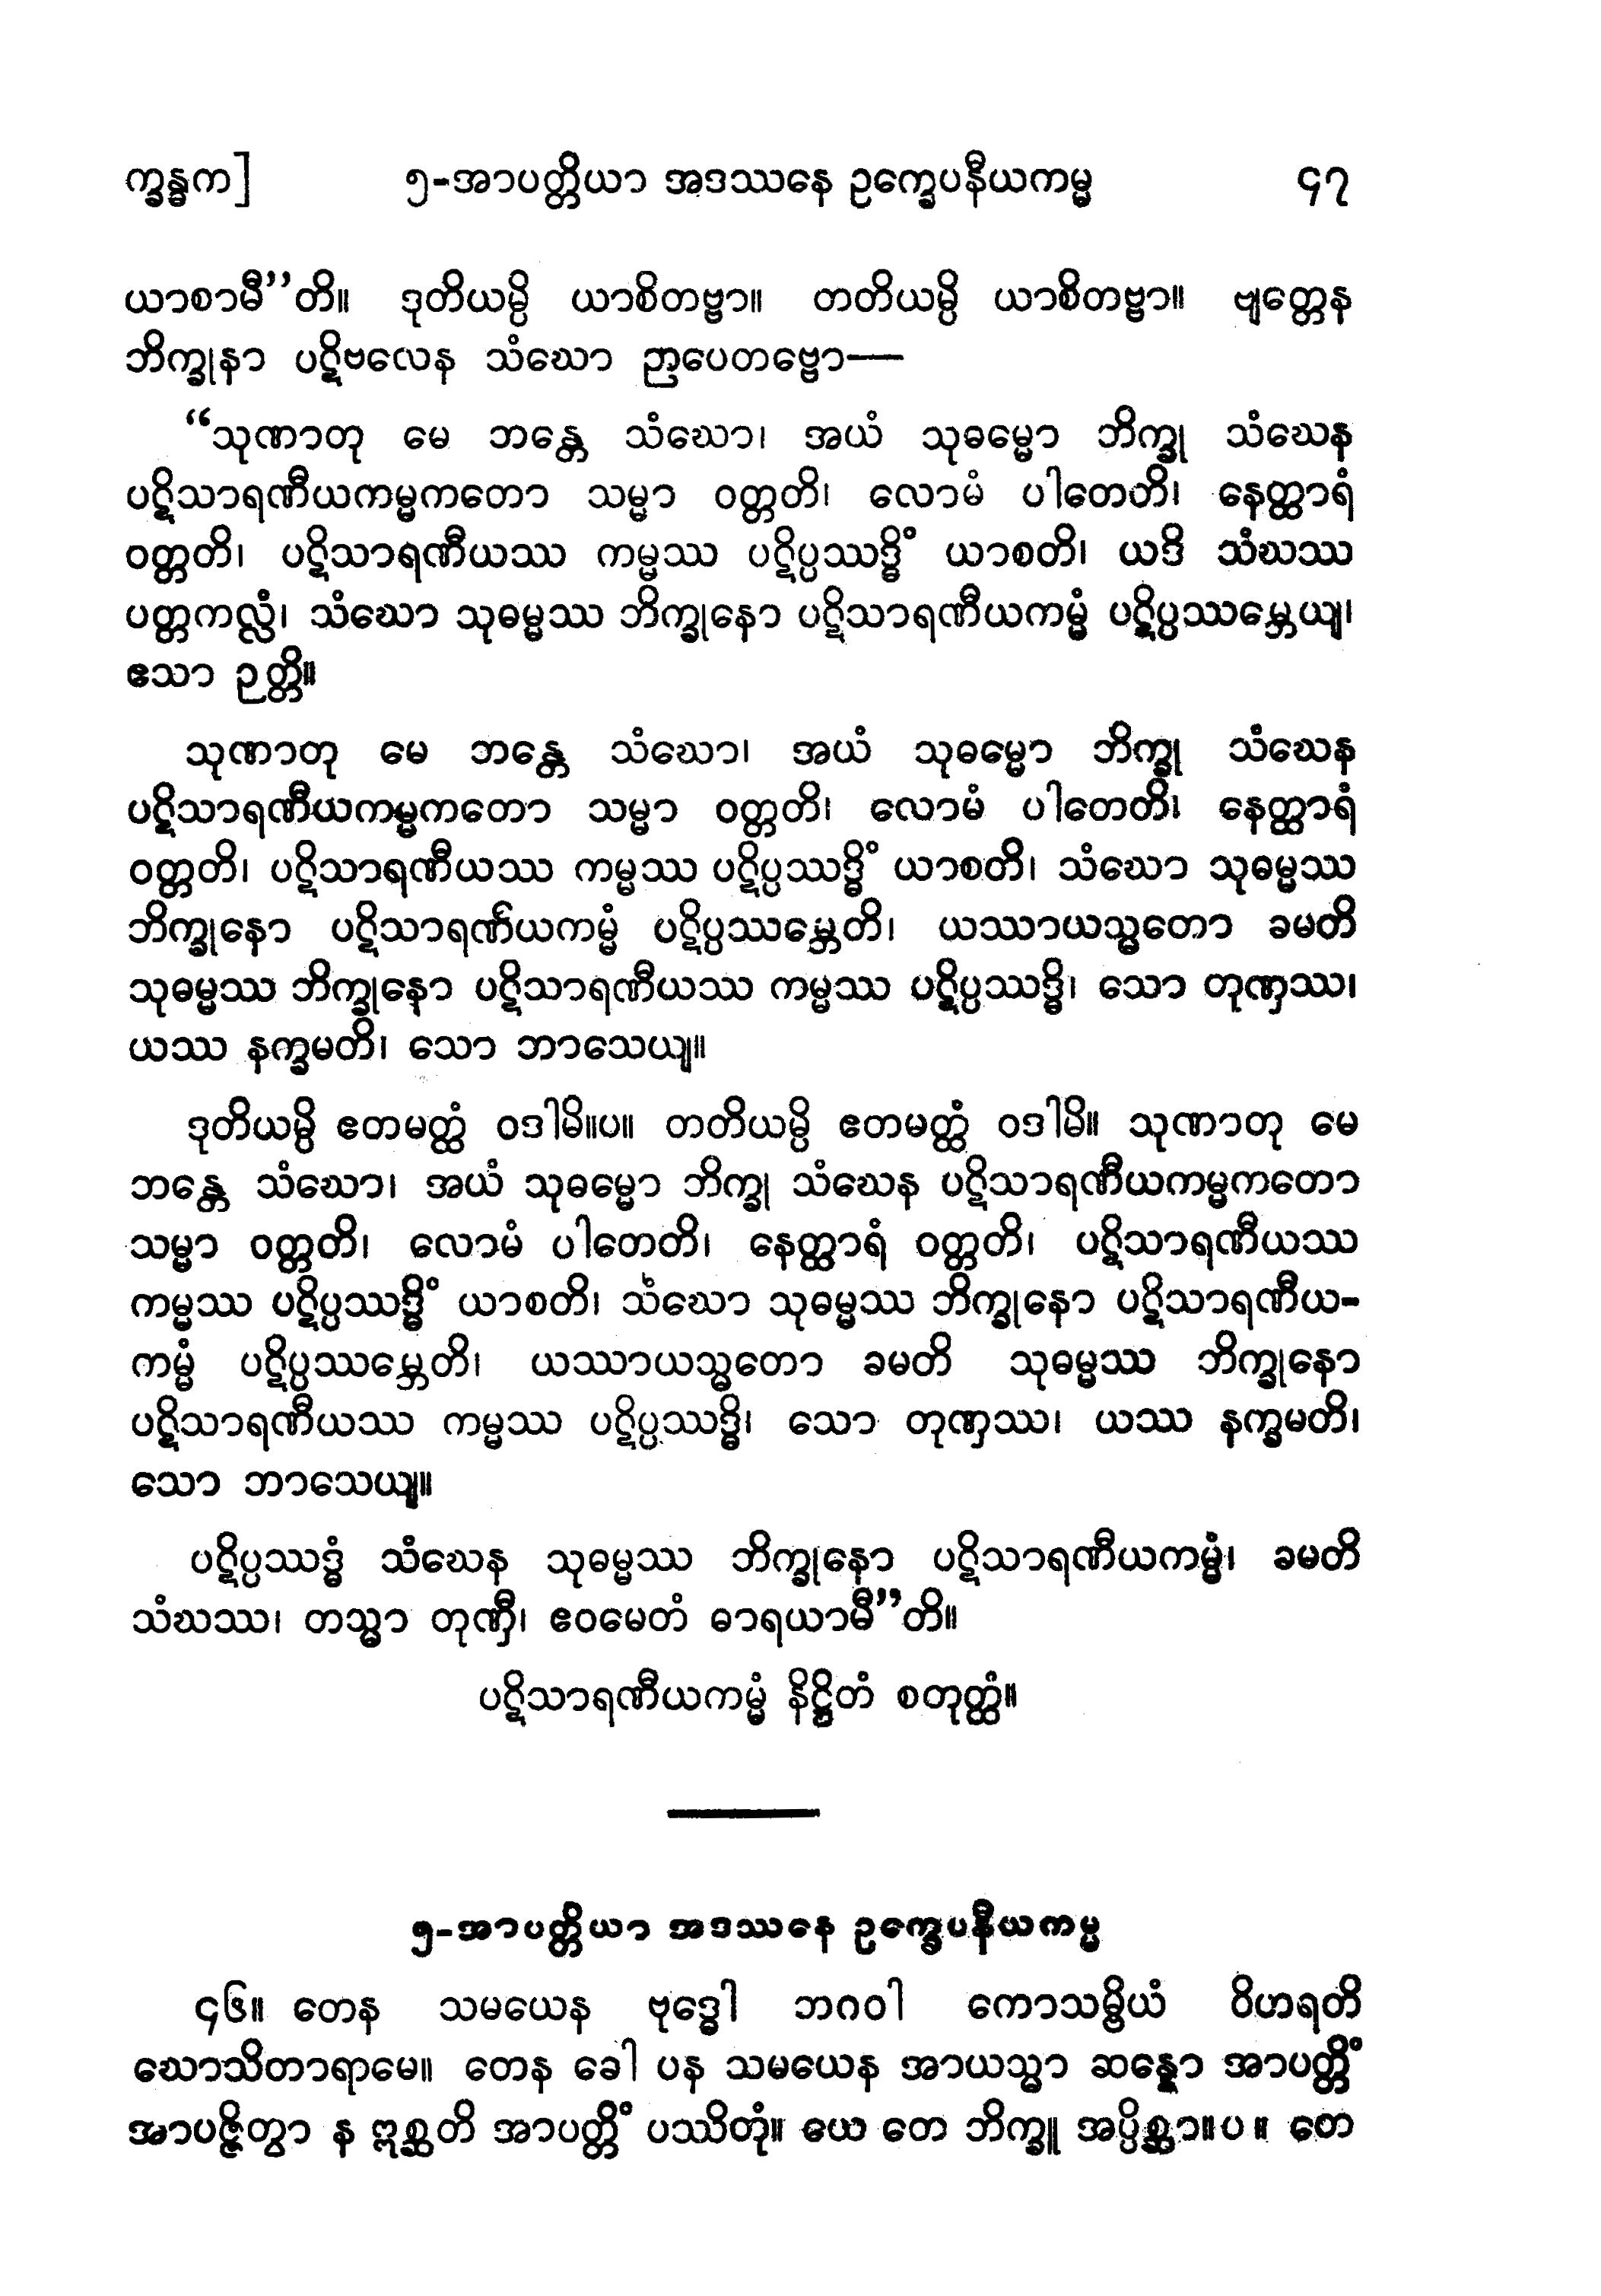 က္ခန္ဓက] ၅-အာပတ္တိယာ အဒဿနေ ဥက္ခေပနီယကမ္မ ၄၇
ယာစာမီ”တိ။ ဒုတိယမ္ပိ ယာစိတဗ္ဗာ။ တတိယမ္ပိ ယာစိတဗ္ဗာ။ ဗျတ္တေန
ဘိက္ခုနာ ပဋိဗလေန သံဃော ဉာပေတဗ္ဗော—
“သုဏာတု မေ ဘန္တေ သံဃော၊ အယံ သုဓမ္မော ဘိက္ခု သံဃေန
ပဋိသာရဏီယကမ္မကတော သမ္မာ ဝတ္တတိ၊ လောမံ ပါတေတိ၊ နေတ္ထာရံ
ဝတ္တတိ၊ ပဋိသာရဏီယဿ ကမ္မဿ ပဋိပ္ပဿဒ္ဓိံ ယာစတိ၊ ယဒိ သံဃဿ
ပတ္တကလ္လံ၊ သံဃော သုဓမ္မဿ ဘိက္ခုနော ပဋိသာရဏီယကမ္မံ ပဋိပ္ပဿမ္ဘေယျ၊
ဧသာ ဉတ္တိ။
သုဏာတု မေ ဘန္တေ သံဃော၊ အယံ သုဓမ္မော ဘိက္ခု သံဃေန
ပဋိသာရဏီယကမ္မကတော သမ္မာ ဝတ္တတိ၊ လောမံ ပါတေတိ၊ နေတ္ထာရံ
ဝတ္တတိ၊ ပဋိသာရဏီယဿ ကမ္မဿ ပဋိပ္ပဿဒ္ဓိံ ယာစတိ၊ သံဃော သုဓမ္မဿ
ဘိက္ခုနော ပဋိသာရဏီယကမ္မံ ပဋိပ္ပဿမ္ဘေတိ၊ ယဿာယသ္မတော ခမတိ
သုဓမ္မဿ ဘိက္ခုနော ပဋိသာရဏီယဿ ကမ္မဿ ပဋိပ္ပဿဒ္ဓိ၊ သော တုဏှဿ၊
ယဿ နက္ခမတိ၊ သော ဘာသေယျ။
ဒုတိယမ္ပိ ဧတမတ္ထံ ဝဒါမိ။ပ။ တတိယမ္ပိ ဧတမတ္ထံ ဝဒါမိ။ သုဏာတု မေ
ဘန္တေ သံဃော၊ အယံ သုဓမ္မော ဘိက္ခု သံဃေန ပဋိသာရဏီယကမ္မကတော
သမ္မာ ဝတ္တတိ၊ လောမံ ပါတေတိ၊ နေတ္ထာရံ ဝတ္တတိ၊ ပဋိသာရဏီယဿ
ကမ္မဿ ပဋိပ္ပဿဒ္ဓိံ ယာစတိ၊ သံဃော သုဓမ္မဿ ဘိက္ခုနော ပဋိသာရဏီယ-
ကမ္မံ ပဋိပ္ပဿမ္ဘေတိ၊ ယဿာယသ္မတော ခမတိ သုဓမ္မဿ ဘိက္ခုနော
ပဋိသာရဏီယဿ ကမ္မဿ ပဋိပ္ပဿဒ္ဓိ၊ သော တုဏှဿ၊ ယဿ နက္ခမတိ၊
သော ဘာသေယျ။
ပဋိပ္ပဿဒ္ဓံ သံဃေန သုဓမ္မဿ ဘိက္ခုနော ပဋိသာရဏီယကမ္မံ၊ ခမတိ
သံဃဿ၊ တသ္မာ တုဏှီ၊ ဧဝမေတံ ဓာရယာမီ”တိ။
ပဋိသာရဏီယကမ္မံ နိဋ္ဌိတံ စတုတ္ထံ။
၅-အာပတ္တိယာ အဒဿနေ ဥက္ခေပနီယကမ္မ
၄၆။ တေန သမယေန ဗုဒ္ဓေါ ဘဂဝါ ကောသမ္ဗိယံ ဝိဟရတိ
ဃောသိတာရာမေ။ တေန ခေါ ပန သမယေန အာယသ္မာ ဆန္နော အာပတ္တိံ
အာပဇ္ဇိတွာ န ဣစ္ဆတိ အာပတ္တိံ ပဿိတုံ။ ယေ တေ ဘိက္ခူ အပ္ပိစ္ဆာ။ပ။ တေ